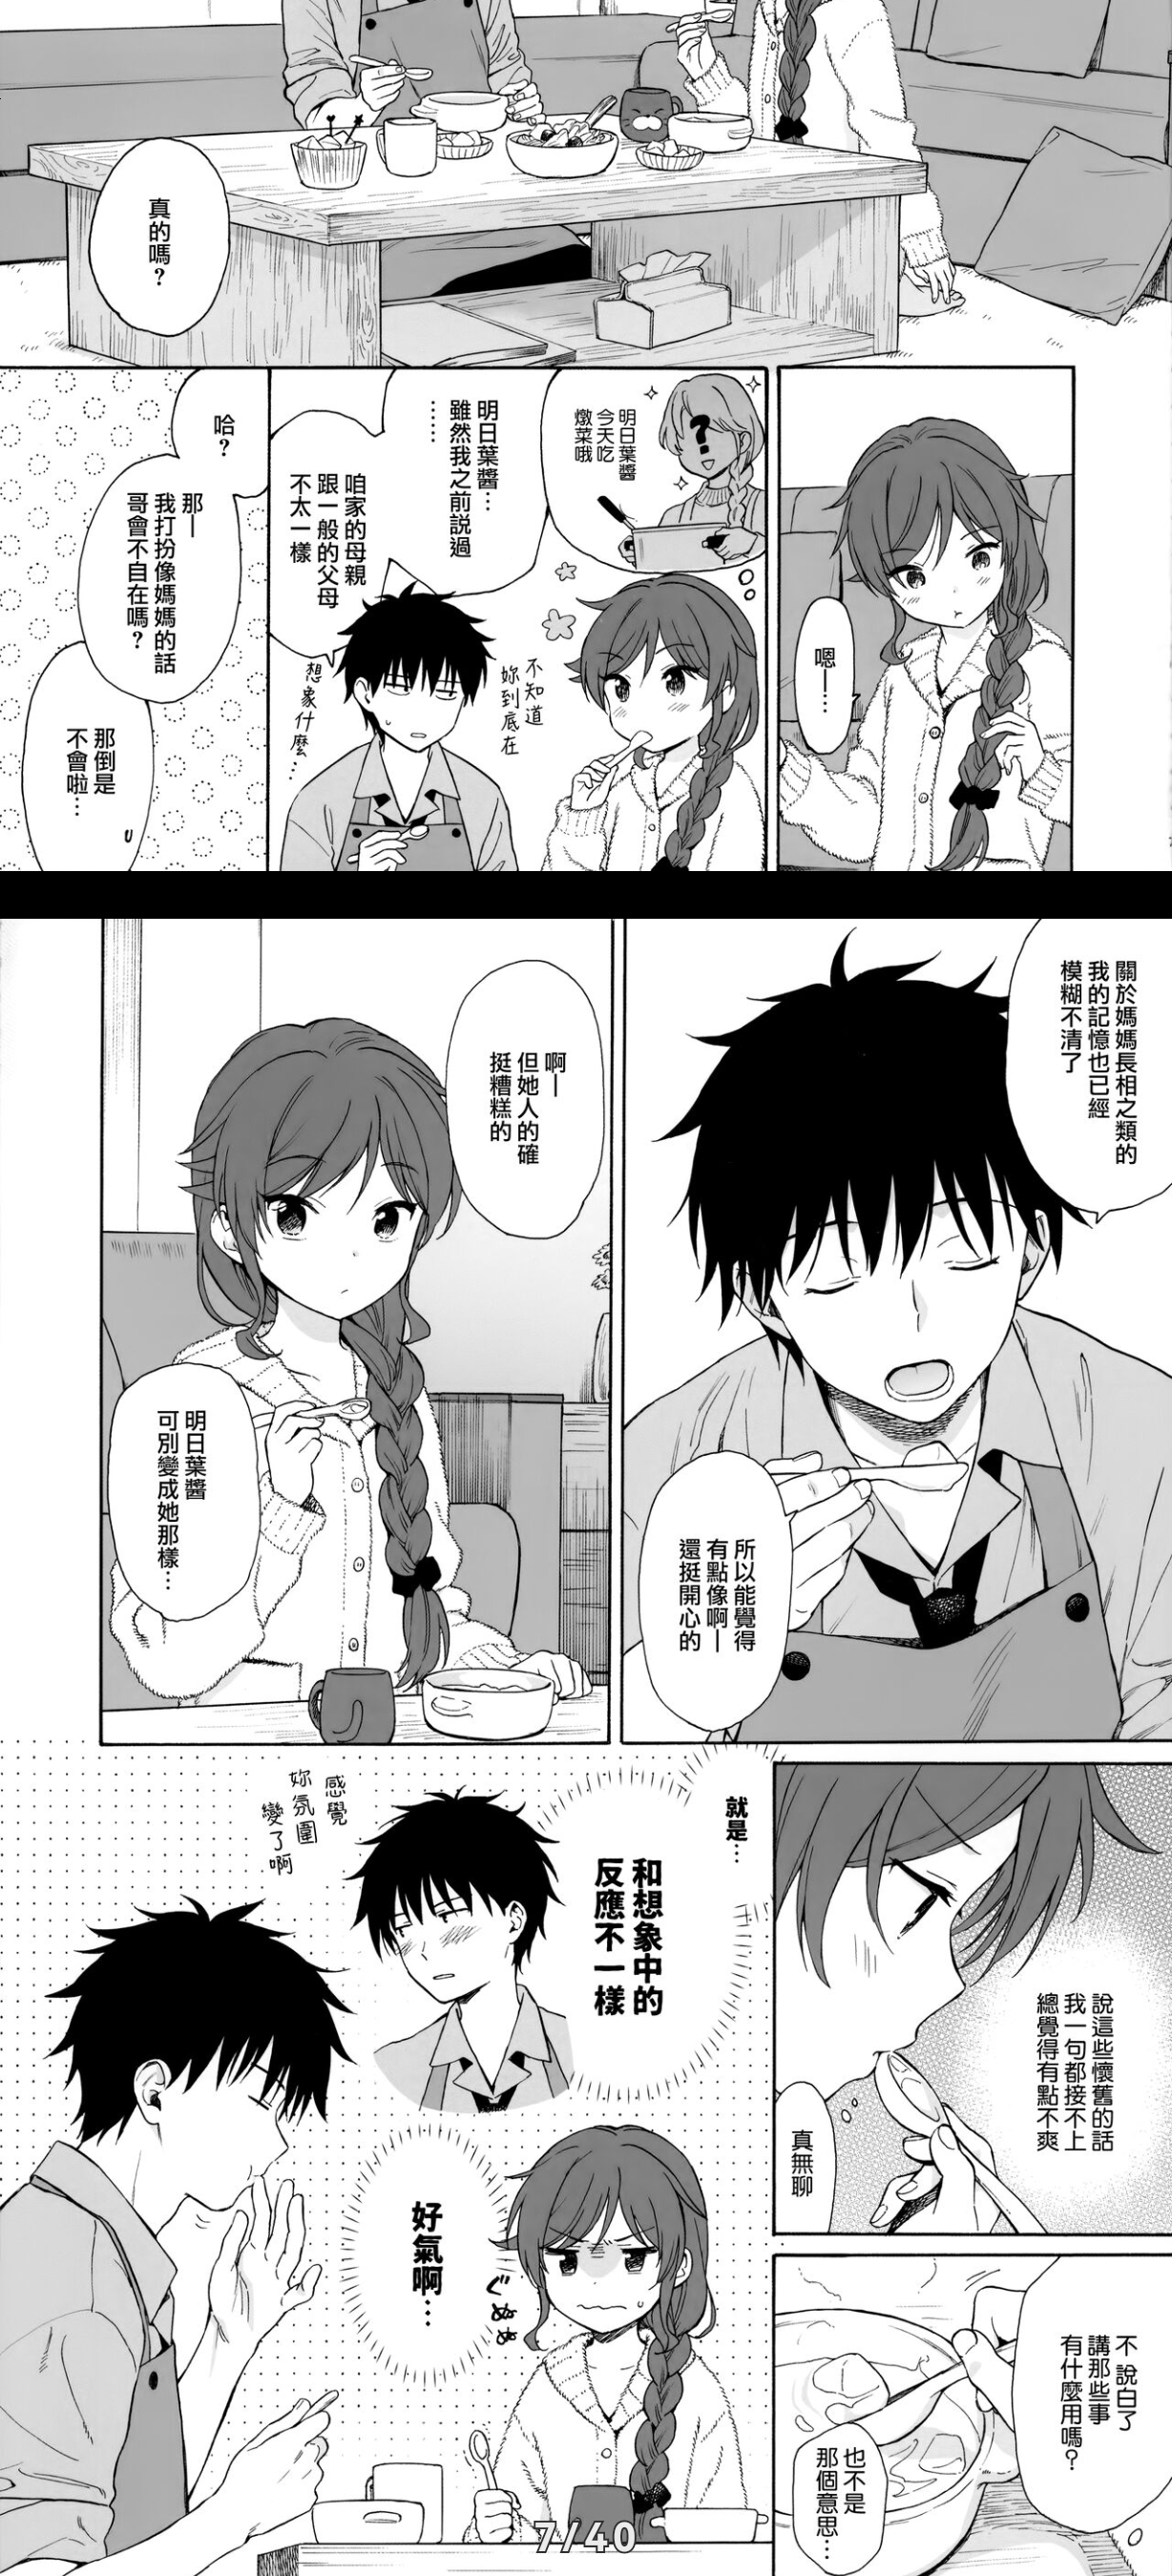 真的嗎？
嗯—…
明日葉醬
今天吃
燉菜哦
明日葉醬…
雖然我之前説過
……
咱家的母親
跟一般的父母
不太一樣
不知道
妳到底在
想象什麼…
哈？
那—
我打扮像媽媽的話
哥會不自在嗎？
那倒是
不會啦…
關於媽媽長相之類的
我的記憶也已經
模糊不清了
所以能覺得
有點像啊—
還挺開心的
啊—
但她人的確
挺糟糕的
明日葉醬
可別變成她那樣…
說這些懷舊的話
我一句都接不上
總覺得有點不爽
真無聊
不 說白了
講那些事
有什麼用嗎？
也不是
那個意思…
就是…
和想象中的
反應不一樣
感覺
妳氛圍
變了啊
好氣啊…
ぐぬぬ
7/40